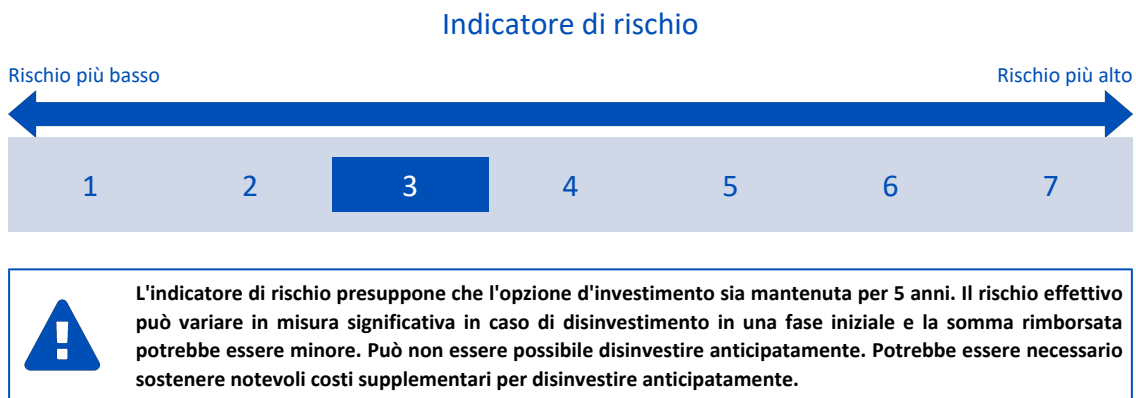 Indicatore di rischio
Rischio più basso Rischio più alto
1 2 3 4 5 6 7
L'indicatore di rischio presuppone che l'opzione d'investimento sia mantenuta per 5 anni. Il rischio effettivo
può variare in misura significativa in caso di disinvestimento in una fase iniziale e la somma rimborsata
potrebbe essere minore. Può non essere possibile disinvestire anticipatamente. Potrebbe essere necessario
sostenere notevoli costi supplementari per disinvestire anticipatamente.